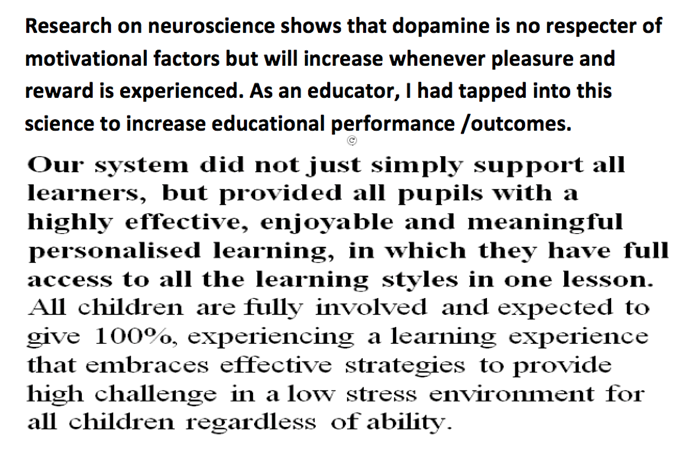 Research on neuroscience shows that dopamine is no respecter of
motivational factors but will increase whenever pleasure and
reward is experienced. As an educator, I had tapped into this
science to increase educational performance /outcomes.
©
Our system did not just simply support all
learners, but provided all pupils with a
highly effective, enjoyable and meaningful
personalised learning, in which they have full
access to all the learning styles in one lesson.
All children are fully involved and expected to
give 100%, experiencing a learning experience
that embraces effective strategies to provide
high challenge in a low stress environment for
all children regardless of ability.